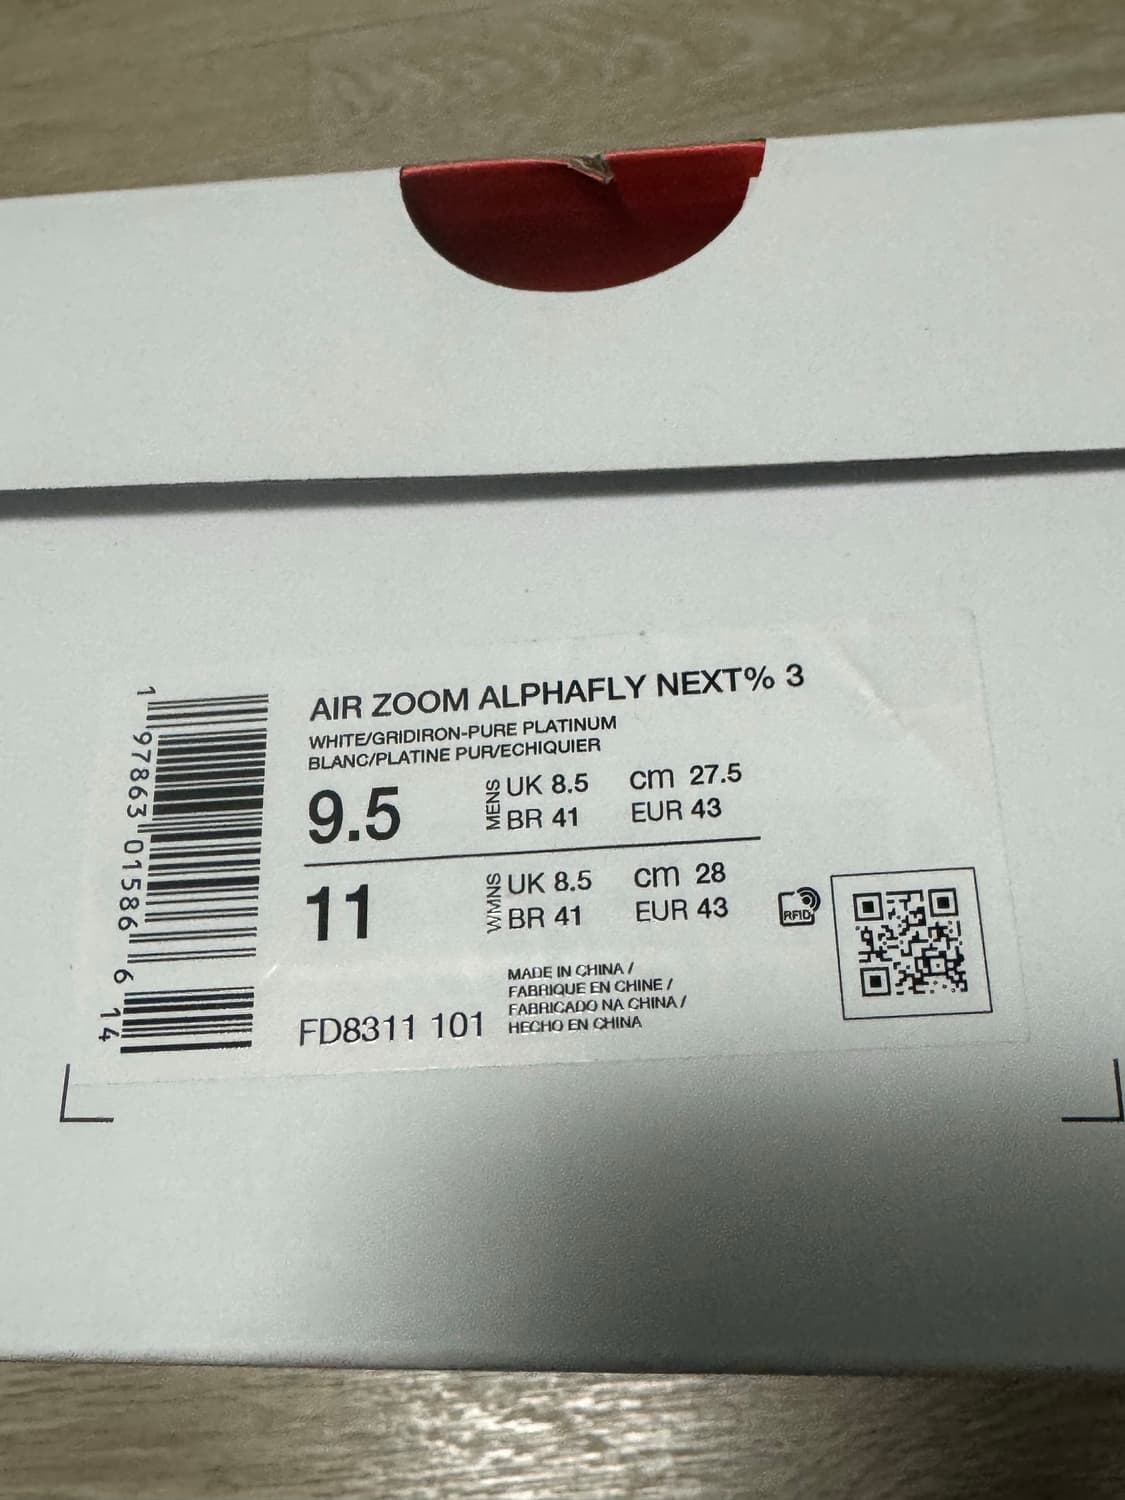 AIR ZOOM ALPHAFLY NEXT% 3
WHITE/GRIDIRON-PURE PLATINUM
BLANC/PLATINE PUR/ECHIQUIER
9.5 MENS UK 8.5 cm 27.5
BR 41 EUR 43
11 WMNS UK 8.5 cm 28
BR 41 EUR 43
RFID
MADE IN CHINA /
FABRIQUE EN CHINE /
FABRICADO NA CHINA /
HECHO EN CHINA
FD8311 101
1 97863 01586 6 14